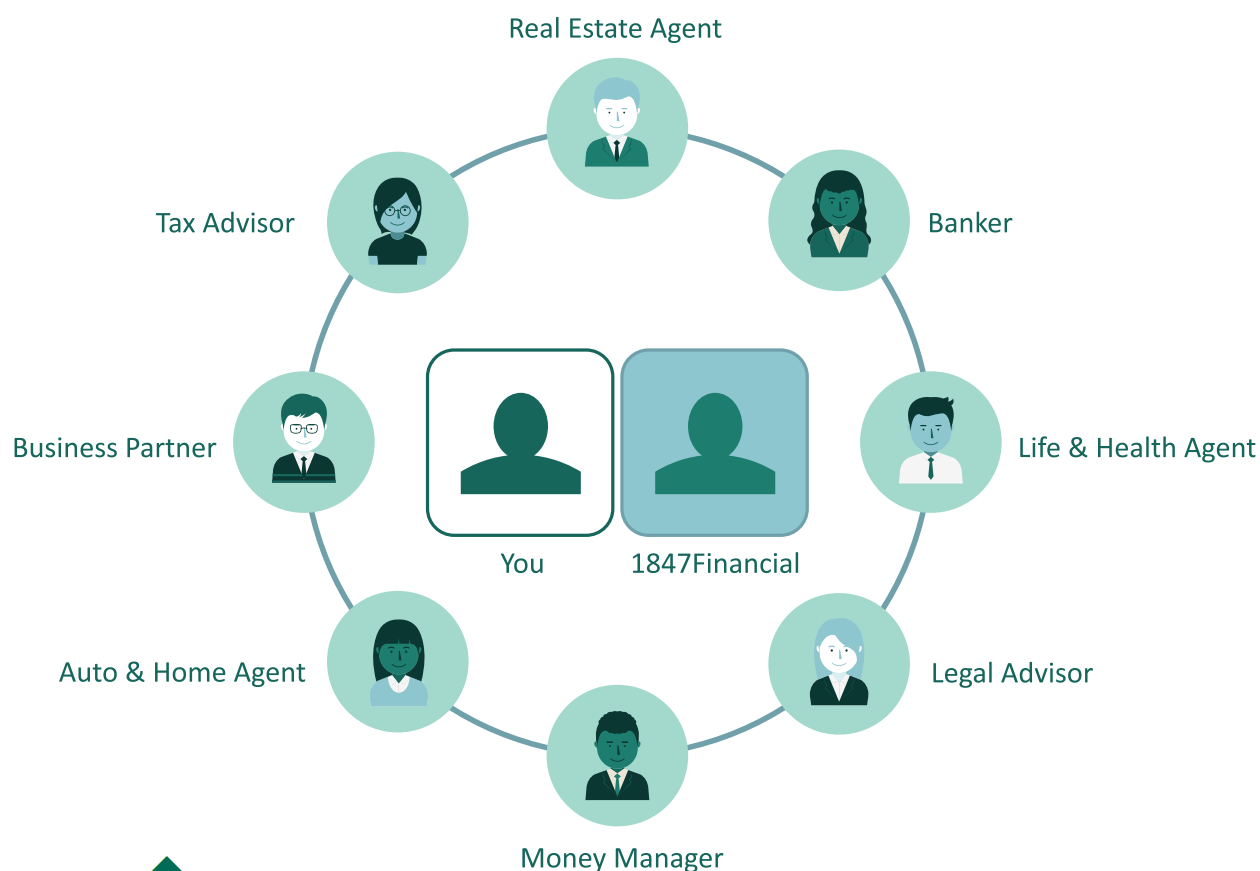 Real Estate Agent
Tax Advisor
Banker
Business Partner
Life & Health Agent
You
1847Financial
Auto & Home Agent
Legal Advisor
Money Manager